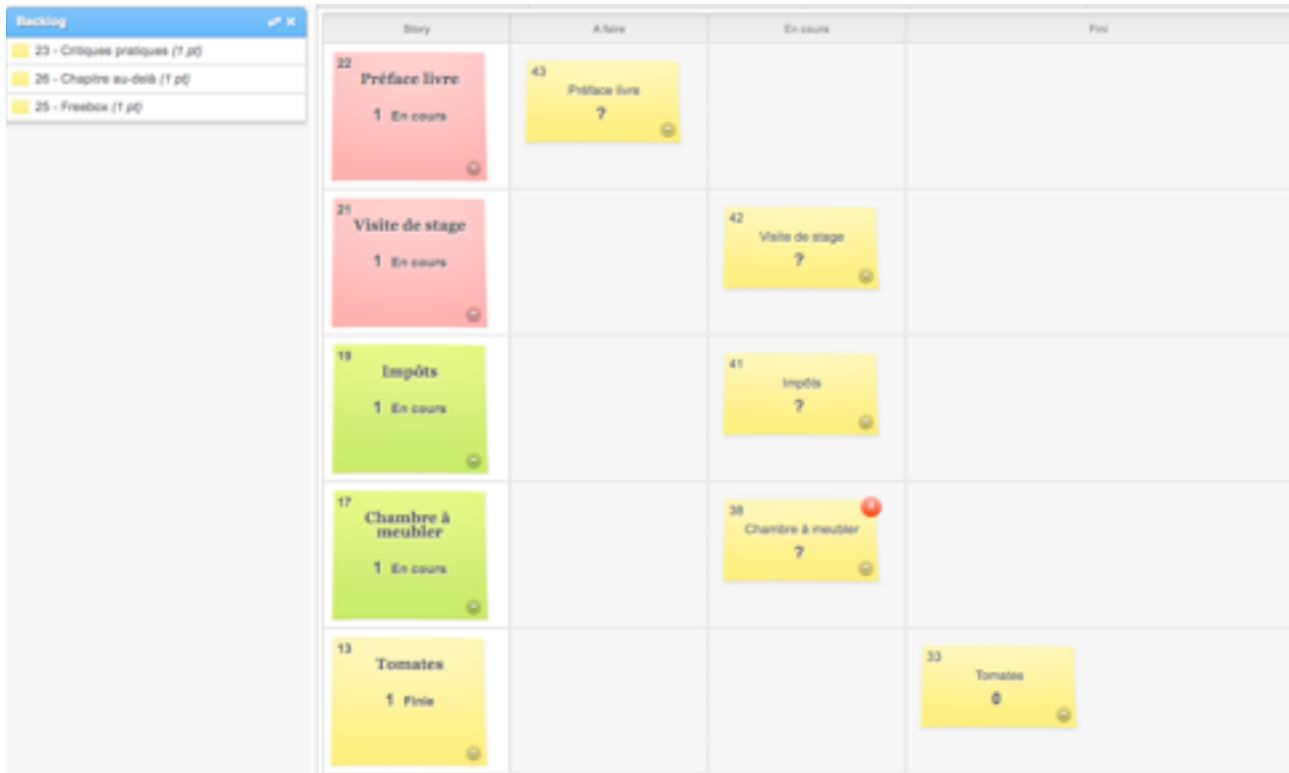 Backlog
23 - Critiques pratiques (1 pt)
26 - Chapitre au-delà (1 pt)
25 - Freebox (1 pt)
Story A faire En cours Fini
22
Préface livre
1 En cours
43
Préface livre
?
21
Visite de stage
1 En cours
42
Visite de stage
?
19
Impôts
1 En cours
41
Impôts
?
17
Chambre à
meubler
1 En cours
38
Chambre à meubler
?
13
Tomates
1 Finie
33
Tomates
0